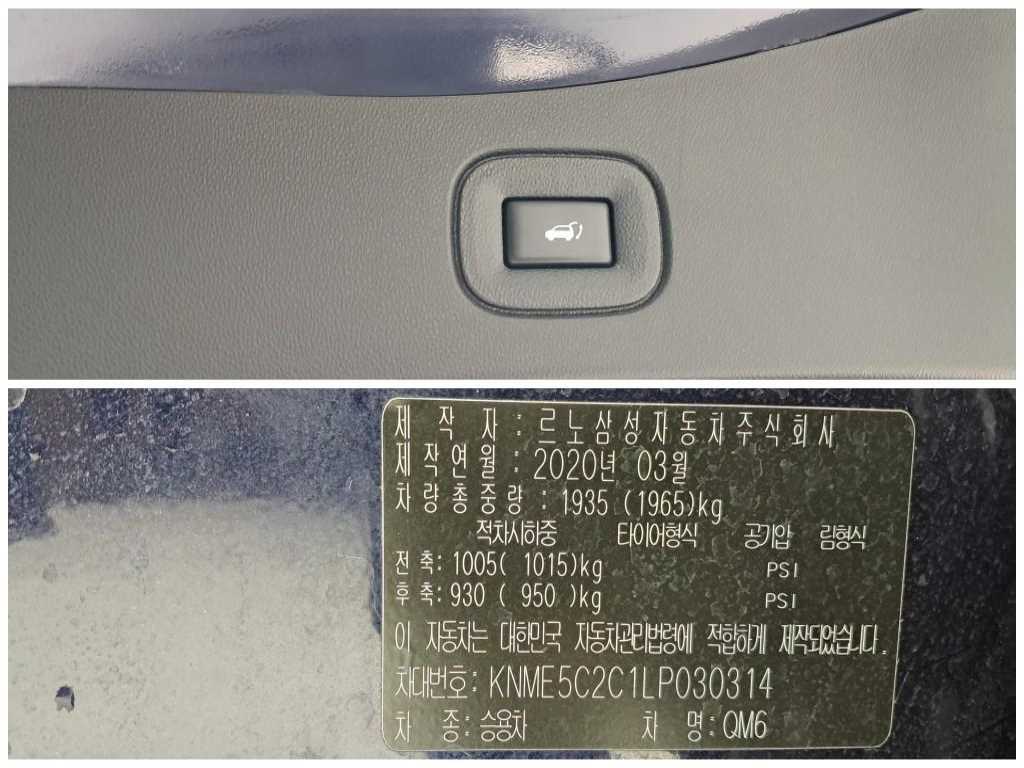 제 작 자 : 르노삼성자동차주식회사
제작연월 : 2020년 03월
차량총중량 : 1935 (1965)kg
적차시하중 타이어형식 공기압 림형식
전 축: 1005( 1015)kg PSI
후 축: 930 ( 950 )kg PSI
이 자동차는 대한민국 자동차관리법령에 적합하게 제작되었습니다.
차대번호: KNME5C2C1LP030314
차 종: 승용차 차 명: QM6